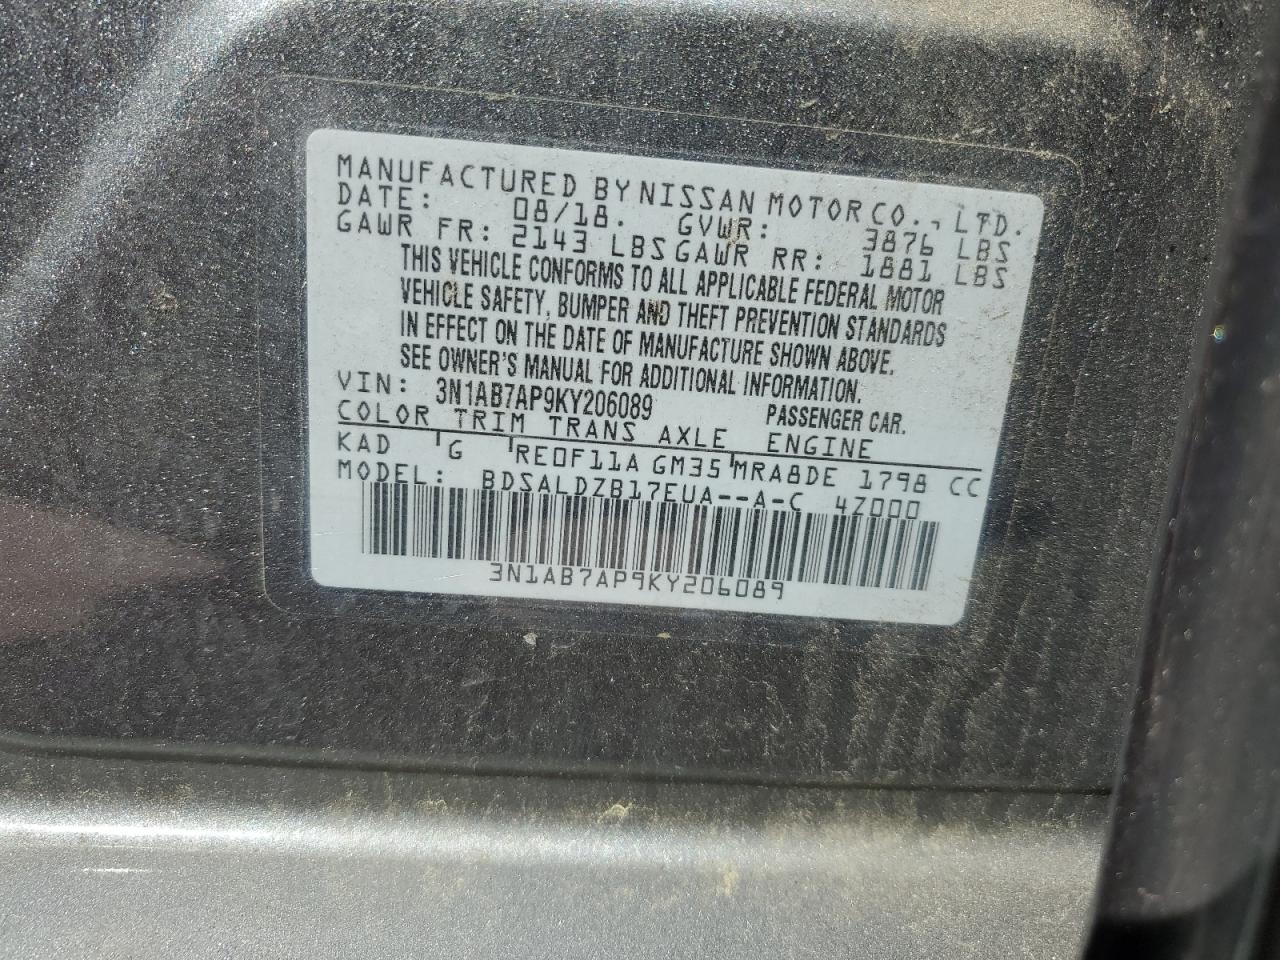 MANUFACTURED BY NISSAN MOTOR CO., LTD.
DATE: 08/18. GVWR: 3876 LBS
GAWR FR: 2143 LBS GAWR RR: 1881 LBS
THIS VEHICLE CONFORMS TO ALL APPLICABLE FEDERAL MOTOR
VEHICLE SAFETY, BUMPER AND THEFT PREVENTION STANDARDS
IN EFFECT ON THE DATE OF MANUFACTURE SHOWN ABOVE.
SEE OWNER'S MANUAL FOR ADDITIONAL INFORMATION.
VIN: 3N1AB7AP9KY206089 PASSENGER CAR.
COLOR TRIM TRANS AXLE ENGINE
KAD G RE0F11A GM35 MRA8DE 1798 CC
MODEL: BDSALDZB17EUA--A-C 4Z000
3N1AB7AP9KY206089